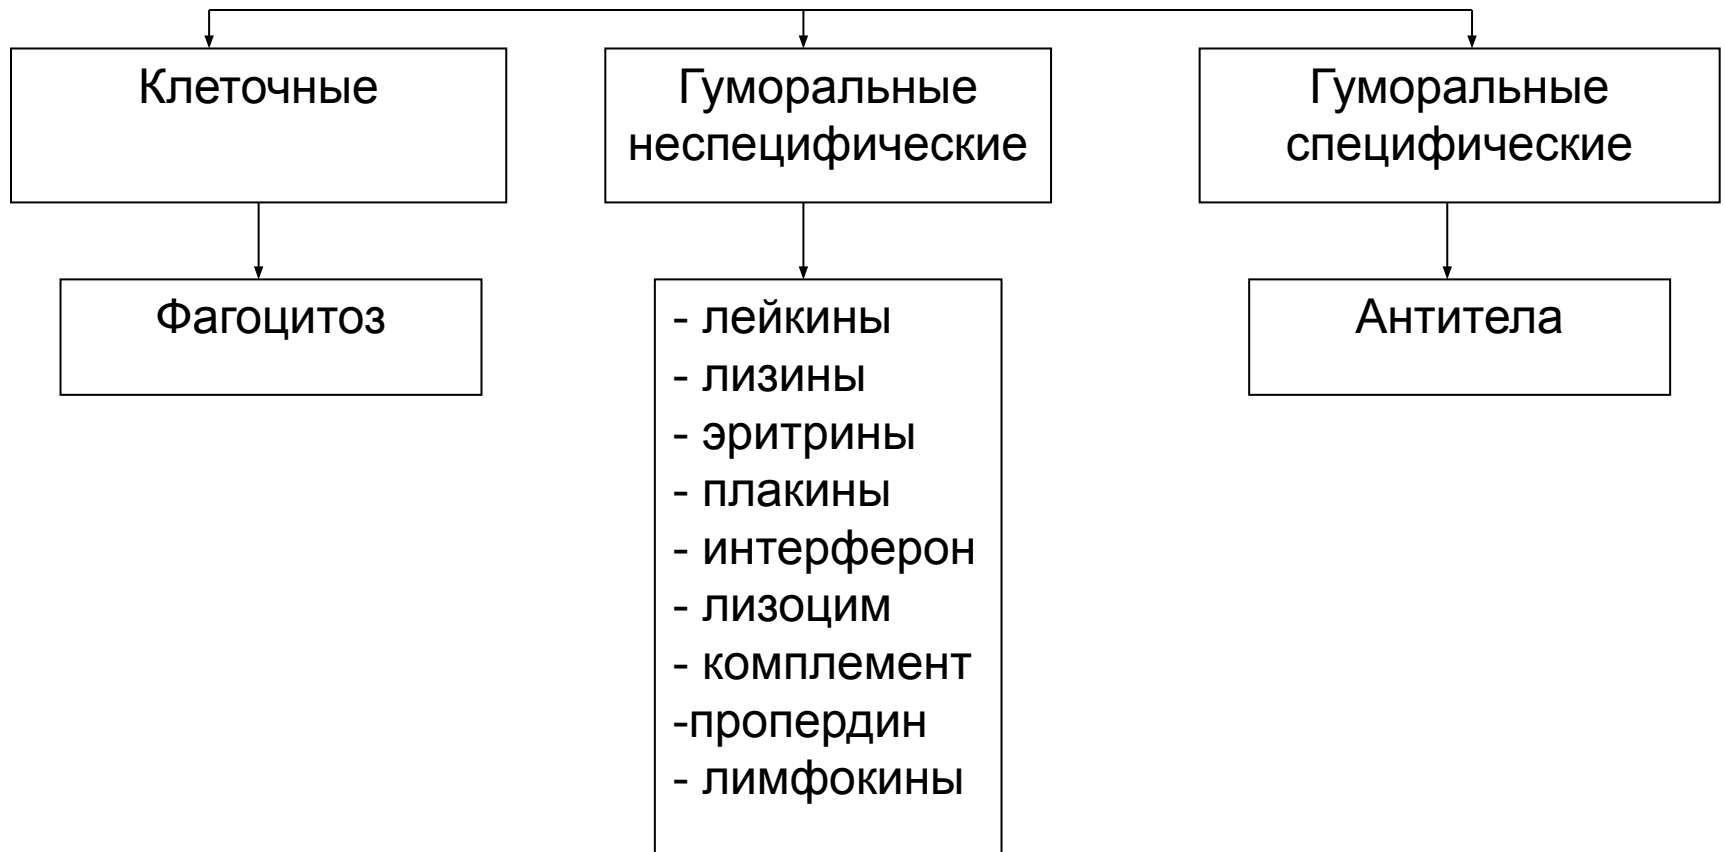 Клеточные
Гуморальные
неспецифические
Гуморальные
специфические
Фагоцитоз
- лейкины
- лизины
- эритрины
- плакины
- интерферон
- лизоцим
- комплемент
-пропердин
- лимфокины
Антитела